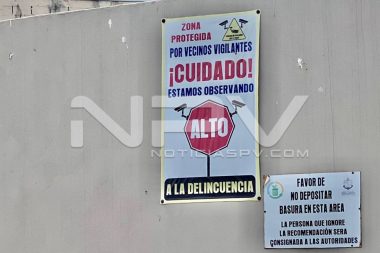 ZONA
PROTEGIDA
POR VECINOS VIGILANTES
¡CUIDADO!
ESTAMOS OBSERVANDO
ALTO
A LA DELINCUENCIA
NPV
NOTICIASPV.COM
FAVOR DE
NO DEPOSITAR
BASURA EN ESTA AREA
LA PERSONA QUE IGNORE
LA RECOMENDACIÓN SERA
CONSIGNADA A LAS AUTORIDADES